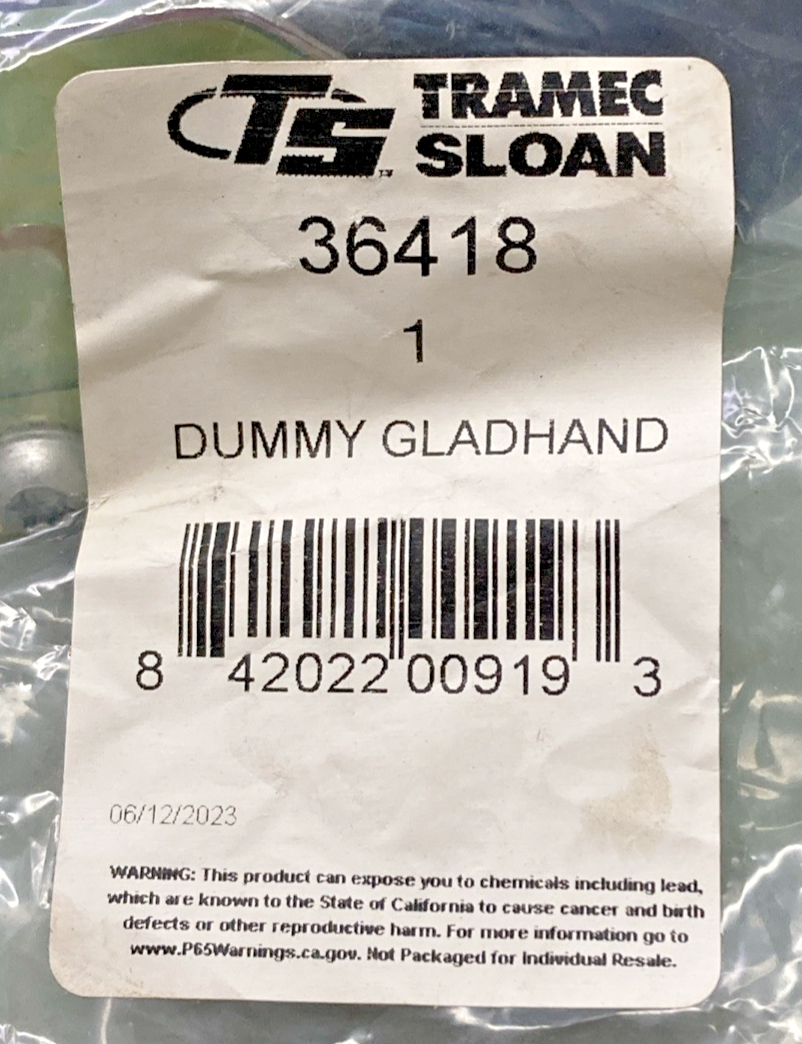 TS™ TRAMEC
SLOAN
36418
1
DUMMY GLADHAND
8 42022 00919 3
06/12/2023
WARNING: This product can expose you to chemicals including lead,
which are known to the State of California to cause cancer and birth
defects or other reproductive harm. For more information go to
www.P65Warnings.ca.gov. Not Packaged for Individual Resale.